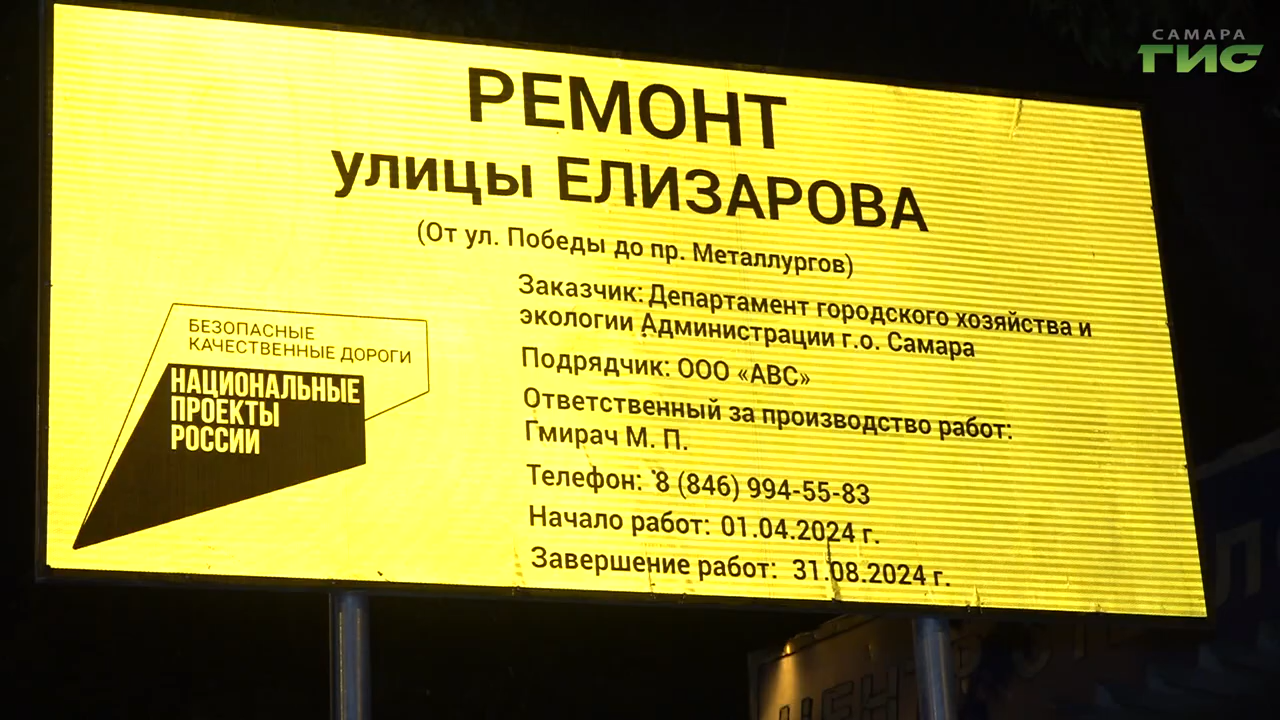 САМАРА
ГИС
РЕМОНТ
улицы ЕЛИЗАРОВА
(От ул. Победы до пр. Металлургов)
Заказчик: Департамент городского хозяйства и
экологии Администрации г.о. Самара
Подрядчик: ООО «АВС»
Ответственный за производство работ:
Гмирач М. П.
Телефон: 8 (846) 994-55-83
Начало работ: 01.04.2024 г.
Завершение работ: 31.08.2024 г.
БЕЗОПАСНЫЕ
КАЧЕСТВЕННЫЕ ДОРОГИ
НАЦИОНАЛЬНЫЕ
ПРОЕКТЫ
РОССИИ